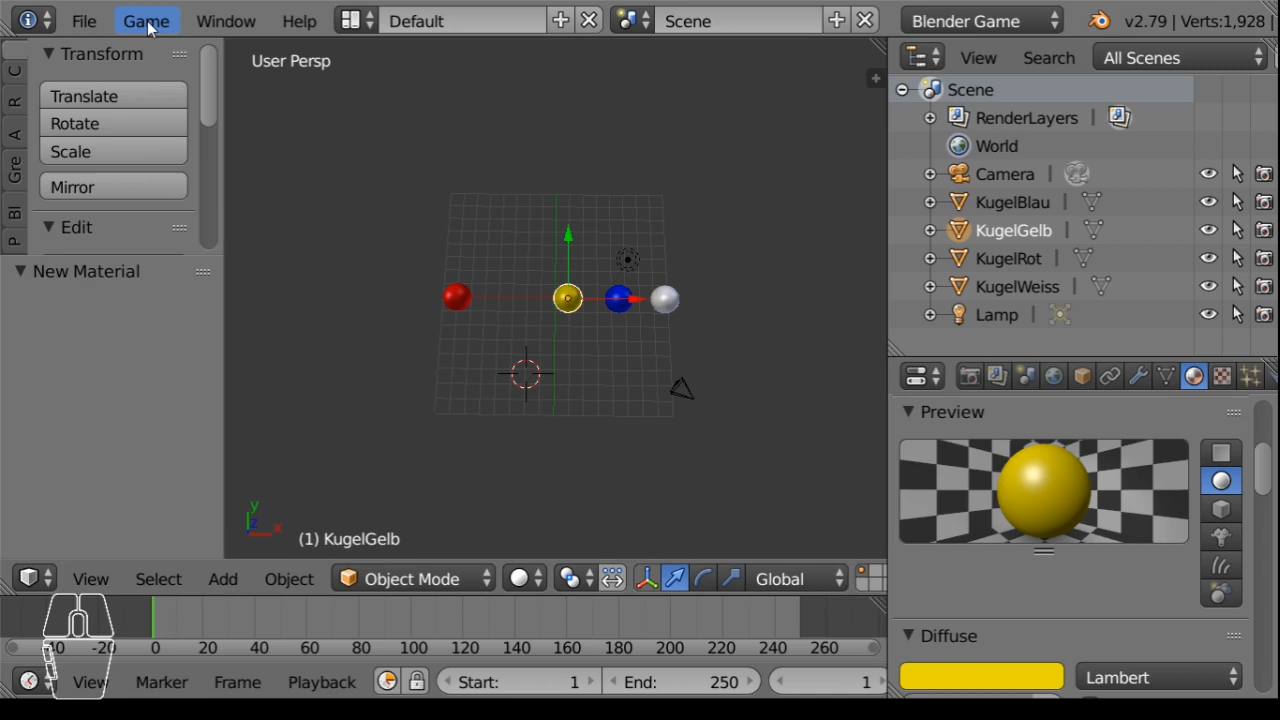 File Game Window Help Default Scene Blender Game v2.79 | Verts:1,928 |
Transform
Translate
Rotate
Scale
Mirror
Edit
New Material
C
R
A
Gre
Bl
P
User Persp
y
z
x
(1) KugelGelb
View Select Add Object Object Mode Global
-20 0 20 40 60 80 100 120 140 160 180 200 220 240 260
View Marker Frame Playback Start: 1 End: 250 1
View Search All Scenes
Scene
RenderLayers |
World
Camera |
KugelBlau |
KugelGelb |
KugelRot |
KugelWeiss |
Lamp |
Preview
Diffuse
Lambert